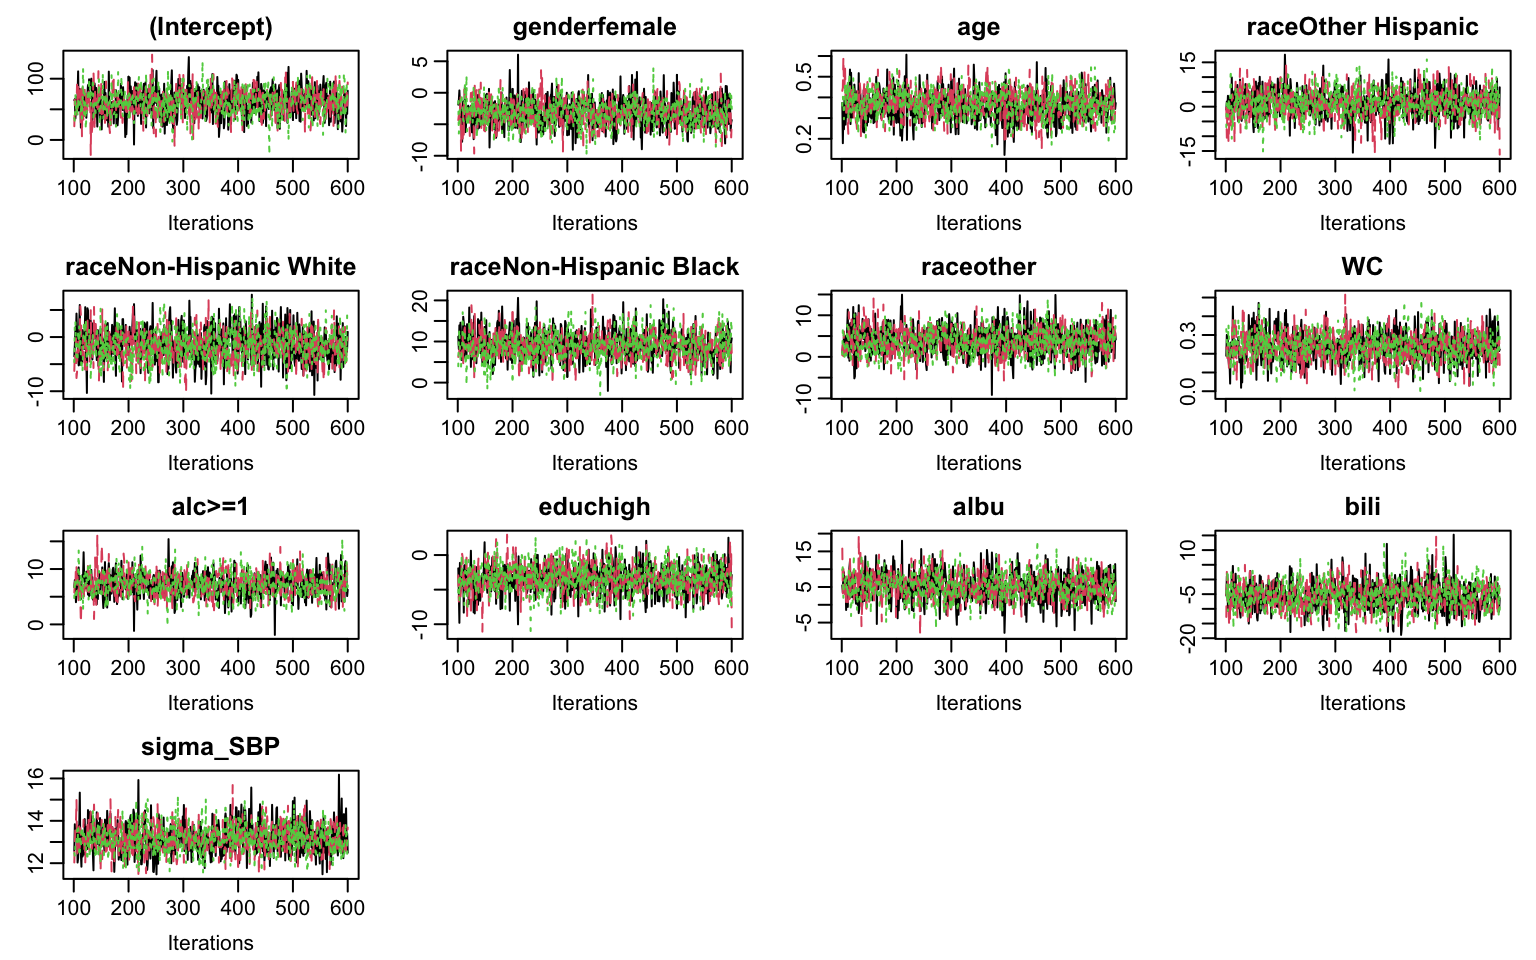 (Intercept) genderfemale age raceOther Hispanic
0 100
-10 0 5
0.2 0.5
-15 0 15
100 200 300 400 500 600 100 200 300 400 500 600 100 200 300 400 500 600 100 200 300 400 500 600
Iterations Iterations Iterations Iterations
raceNon-Hispanic White raceNon-Hispanic Black raceother WC
-10 0
0 10 20
-10 0 10
0.0 0.3
100 200 300 400 500 600 100 200 300 400 500 600 100 200 300 400 500 600 100 200 300 400 500 600
Iterations Iterations Iterations Iterations
alc>=1 educhigh albu bili
0 10
-10 0
-5 5 15
-20 -5 10
100 200 300 400 500 600 100 200 300 400 500 600 100 200 300 400 500 600 100 200 300 400 500 600
Iterations Iterations Iterations Iterations
sigma_SBP
12 14 16
100 200 300 400 500 600
Iterations